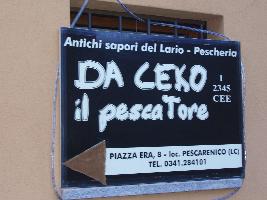 Antichi sapori del Lario - Pescheria
DA CEKO
il pescaTore
I
2345
CEE
PIAZZA ERA, 8 - loc. PESCARENICO (LC)
TEL. 0341.284101